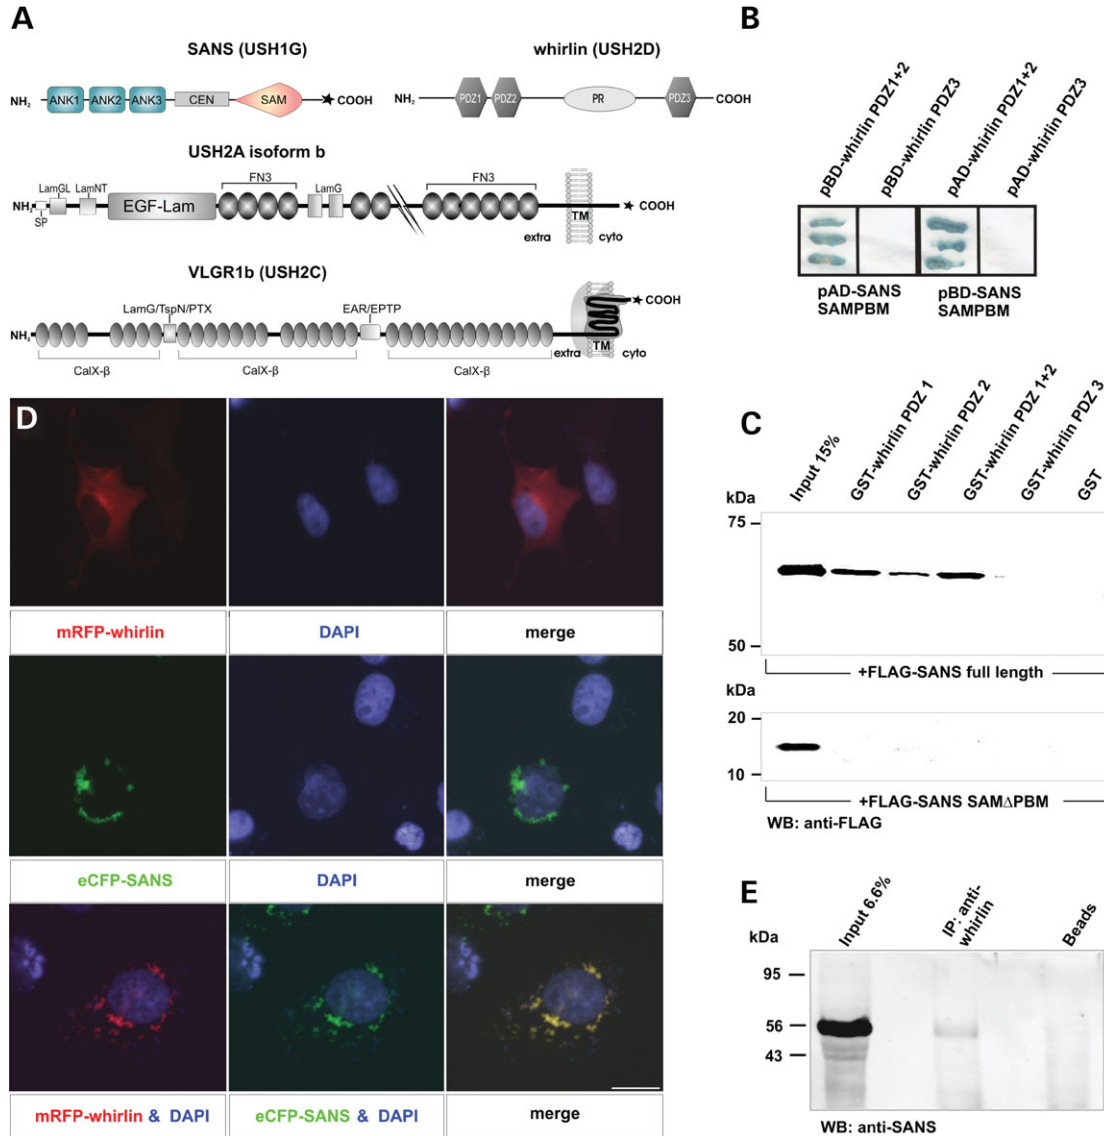 A
SANS (USH1G)
NH₂
ANK1
ANK2
ANK3
CEN
SAM
COOH
whirlin (USH2D)
NH₂
PDZ1
PDZ2
PR
PDZ3
COOH
USH2A isoform b
LamGL
LamNT
FN3
LamG
FN3
NH₂
SP
EGF-Lam
TM
COOH
extra
cyto
VLGR1b (USH2C)
LamG/TspN/PTX
EAR/EPTP
COOH
NH₂
TM
extra
cyto
CalX-β
CalX-β
CalX-β
B
pBD-whirlin PDZ1+2
pBD-whirlin PDZ3
pAD-whirlin PDZ1+2
pAD-whirlin PDZ3
pAD-SANS
SAMPBM
pBD-SANS
SAMPBM
C
Input 15%
GST-whirlin PDZ 1
GST-whirlin PDZ 2
GST-whirlin PDZ 1+2
GST-whirlin PDZ 3
GST
kDa
75
50
+FLAG-SANS full length
kDa
20
10
+FLAG-SANS SAMΔPBM
WB: anti-FLAG
D
mRFP-whirlin
DAPI
merge
eCFP-SANS
DAPI
merge
mRFP-whirlin & DAPI
eCFP-SANS & DAPI
merge
E
Input 6.6%
IP: anti-
whirlin
Beads
kDa
95
56
43
WB: anti-SANS